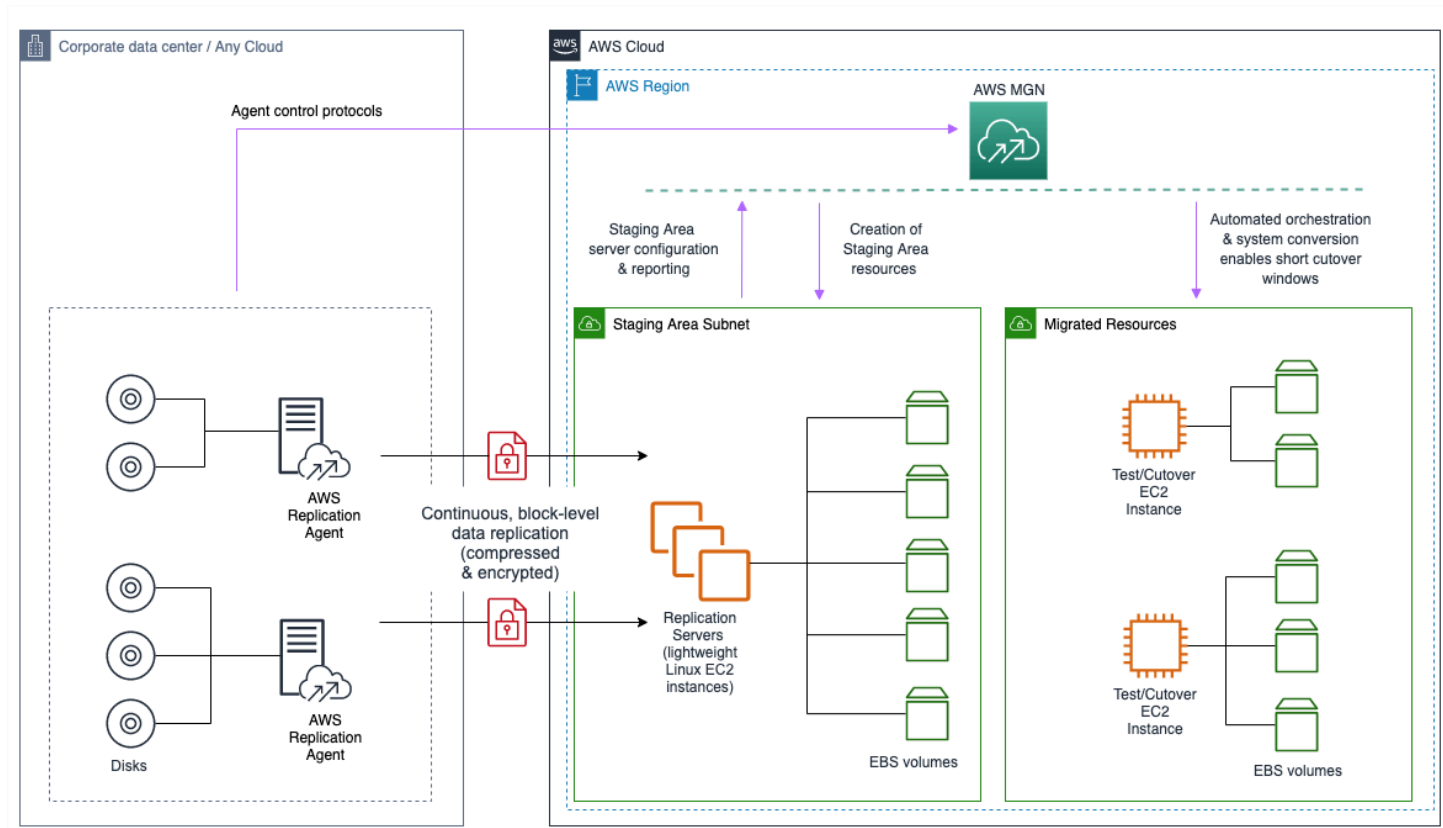 Corporate data center / Any Cloud
Agent control protocols
AWS
Replication
Agent
AWS
Replication
Agent
Disks
Continuous, block-level
data replication
(compressed
& encrypted)
aws
AWS Cloud
AWS Region
AWS MGN
Staging Area
server configuration
& reporting
Creation of
Staging Area
resources
Automated orchestration
& system conversion
enables short cutover
windows
Staging Area Subnet
Replication
Servers
(lightweight
Linux EC2
instances)
EBS volumes
Migrated Resources
Test/Cutover
EC2
Instance
Test/Cutover
EC2
Instance
EBS volumes